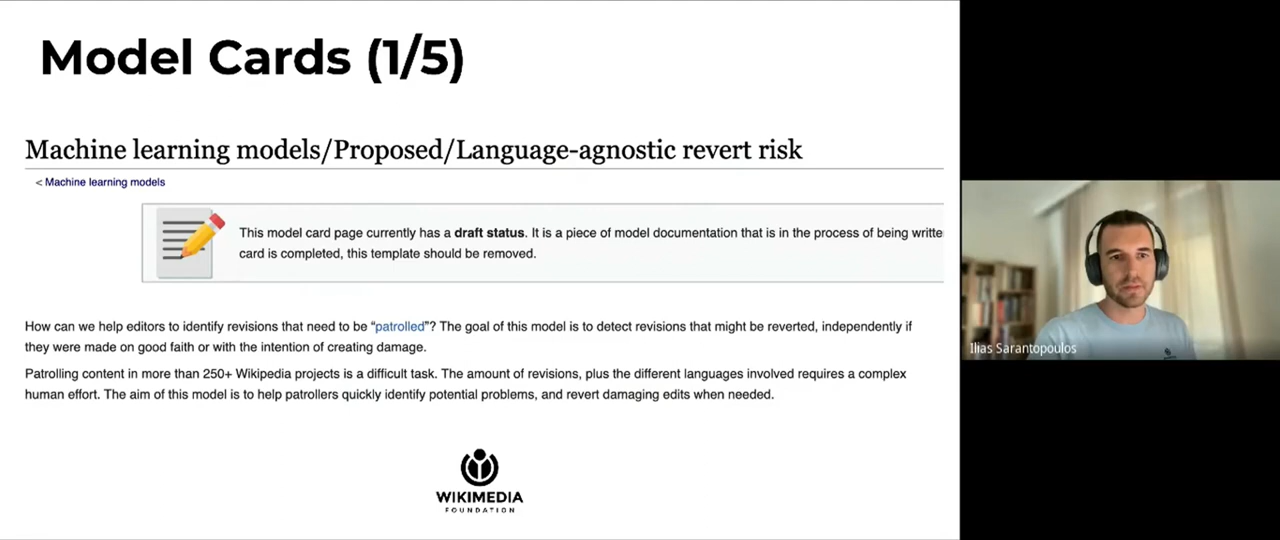 Model Cards (1/5)
Machine learning models/Proposed/Language-agnostic revert risk
< Machine learning models
This model card page currently has a draft status. It is a piece of model documentation that is in the process of being writte
card is completed, this template should be removed.
How can we help editors to identify revisions that need to be “patrolled”? The goal of this model is to detect revisions that might be reverted, independently if
they were made on good faith or with the intention of creating damage.
Patrolling content in more than 250+ Wikipedia projects is a difficult task. The amount of revisions, plus the different languages involved requires a complex
human effort. The aim of this model is to help patrollers quickly identify potential problems, and revert damaging edits when needed.
WIKIMEDIA
FOUNDATION
Ilias Sarantopoulos